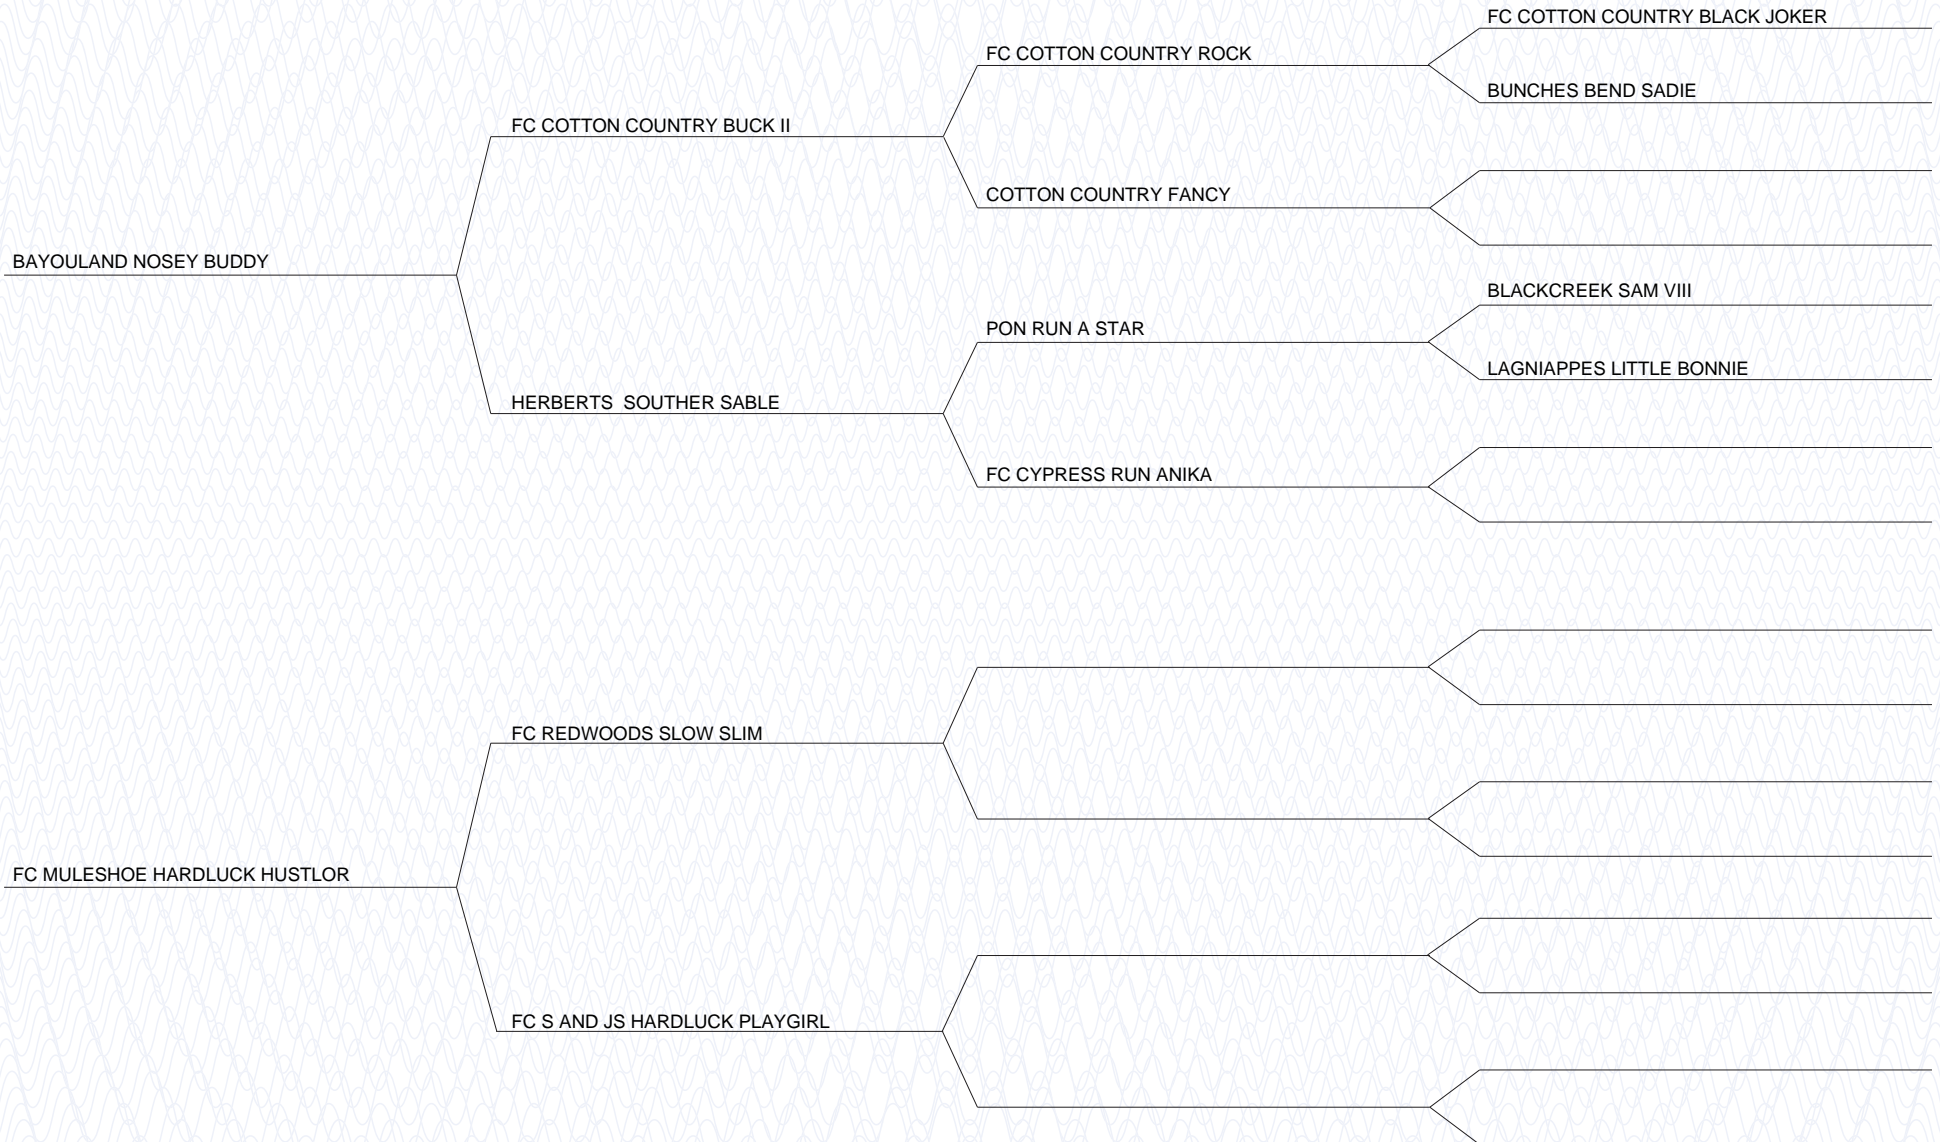 FC COTTON COUNTRY BLACK JOKER
FC COTTON COUNTRY ROCK
BUNCHES BEND SADIE
FC COTTON COUNTRY BUCK II
COTTON COUNTRY FANCY
BAYOULAND NOSEY BUDDY
BLACKCREEK SAM VIII
PON RUN A STAR
LAGNIAPPES LITTLE BONNIE
HERBERTS  SOUTHER SABLE
FC CYPRESS RUN ANIKA
FC REDWOODS SLOW SLIM
FC MULESHOE HARDLUCK HUSTLOR
FC S AND JS HARDLUCK PLAYGIRL